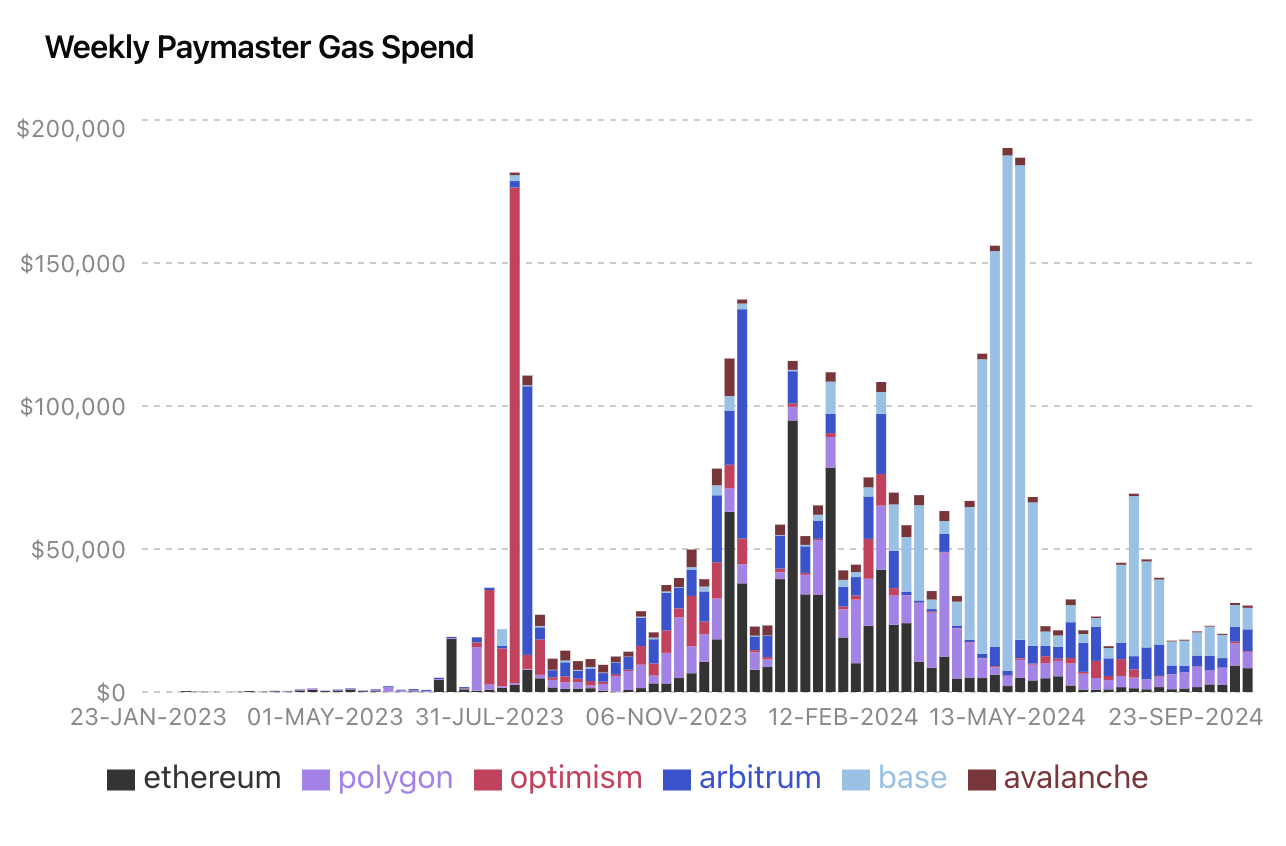 Weekly Paymaster Gas Spend
$200,000
$150,000
$100,000
$50,000
$0
23-JAN-2023 01-MAY-2023 31-JUL-2023 06-NOV-2023 12-FEB-2024 13-MAY-2024 23-SEP-2024
ethereum polygon optimism arbitrum base avalanche